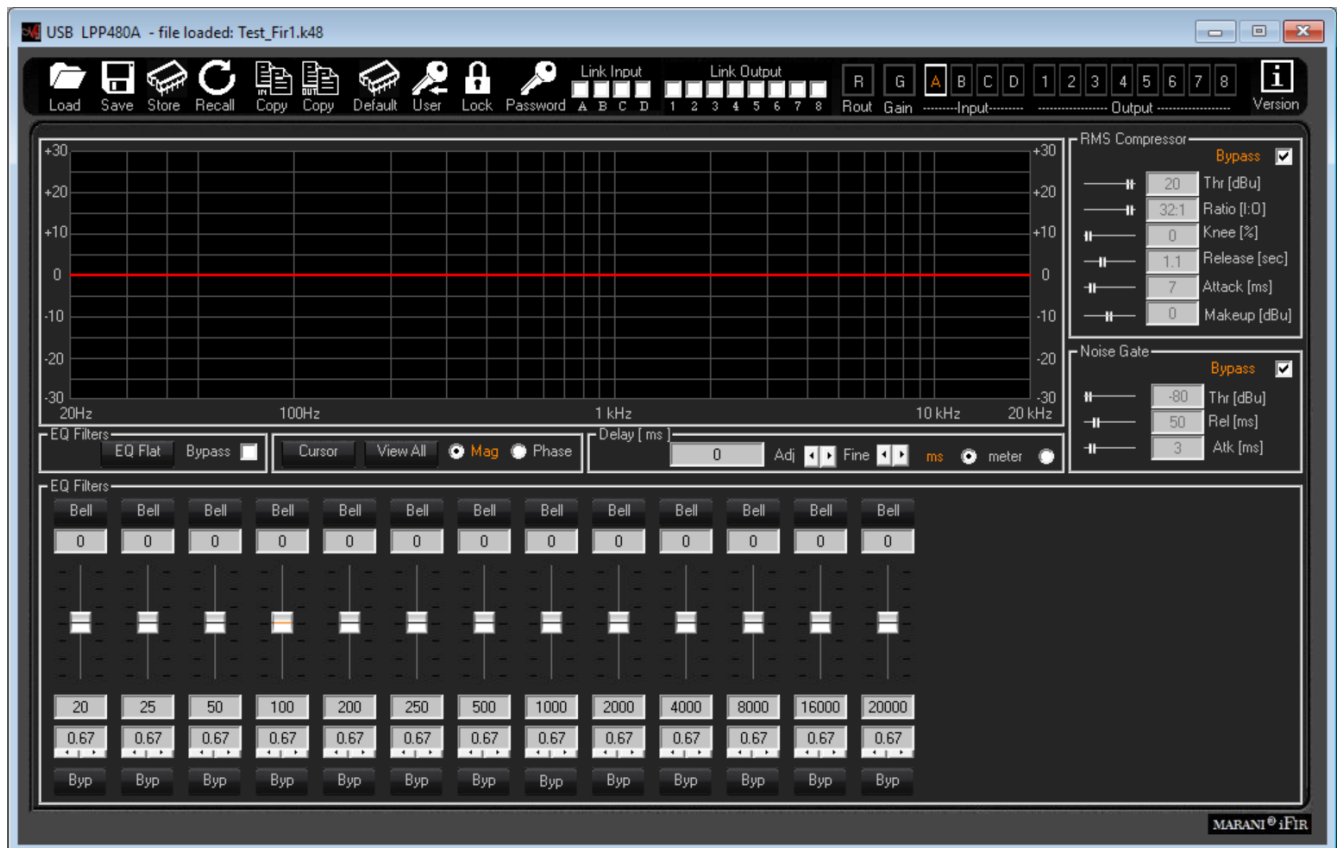 USB LPP480A - file loaded: Test_Fir1.k48
Load Save Store Recall Copy Copy Default User Lock Password
IN OUT
Link Input
A B C D
Link Output
1 2 3 4 5 6 7 8
R G A B C D 1 2 3 4 5 6 7 8 i
Rout Gain --------Input-------- ---------------- Output ----------------- Version
+30 +30
+20 +20
+10 +10
0 0
-10 -10
-20 -20
-30 -30
20Hz 100Hz 1 kHz 10 kHz 20 kHz
RMS Compressor
Bypass
20 Thr [dBu]
32:1 Ratio [I:O]
0 Knee [%]
1.1 Release [sec]
7 Attack [ms]
0 Makeup [dBu]
Noise Gate
Bypass
-80 Thr [dBu]
50 Rel [ms]
3 Atk [ms]
EQ Filters
EQ Flat Bypass
Cursor View All Mag Phase
Delay [ ms ]
0 Adj Fine ms meter
EQ Filters
Bell Bell Bell Bell Bell Bell Bell Bell Bell Bell Bell Bell Bell
0 0 0 0 0 0 0 0 0 0 0 0 0
20 25 50 100 200 250 500 1000 2000 4000 8000 16000 20000
0.67 0.67 0.67 0.67 0.67 0.67 0.67 0.67 0.67 0.67 0.67 0.67 0.67
Byp Byp Byp Byp Byp Byp Byp Byp Byp Byp Byp Byp Byp
MARANI® iFIR